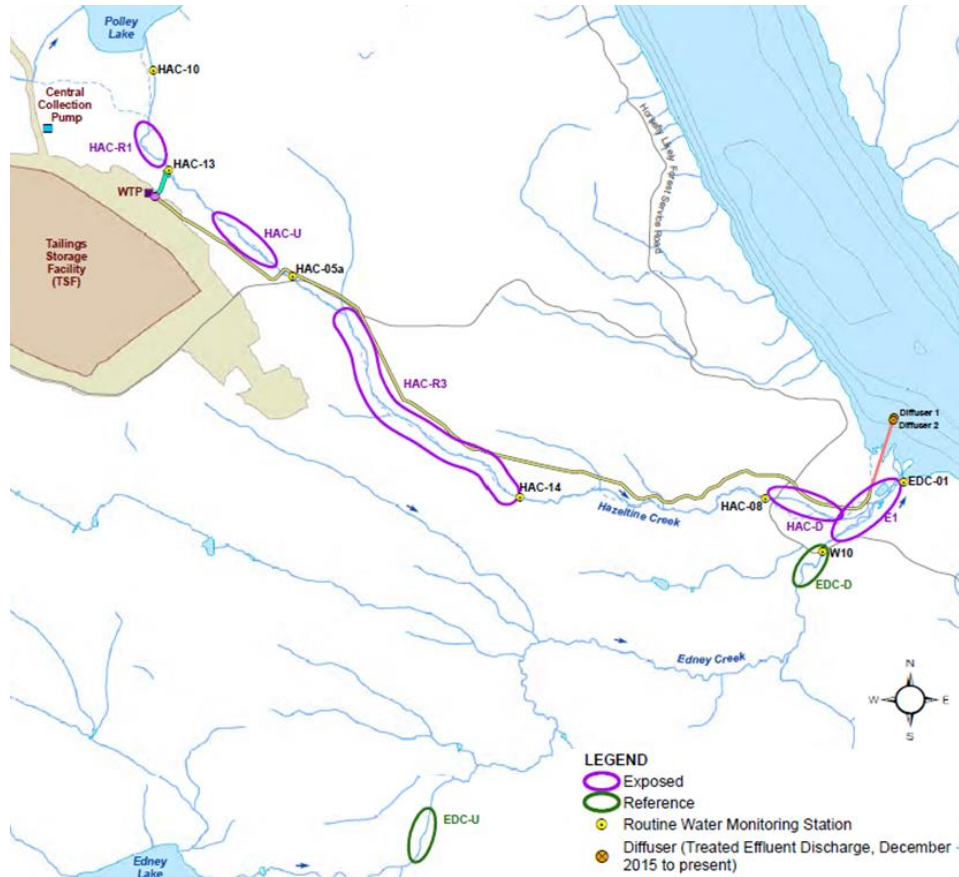 Polley
Lake
HAC-10
Central
Collection
Pump
HAC-R1
HAC-13
WTP
HAC-U
Tailings
Storage
Facility
(TSF)
HAC-05a
Horsefly Likely Forest Service Road
HAC-R3
Diffuser 1
Diffuser 2
EDC-01
HAC-14
HAC-08
Hazeltine Creek
HAC-D
E1
W10
EDC-D
Edney Creek
N
W
E
S
EDC-U
Edney
Lake
LEGEND
Exposed
Reference
Routine Water Monitoring Station
Diffuser (Treated Effluent Discharge, December
2015 to present)